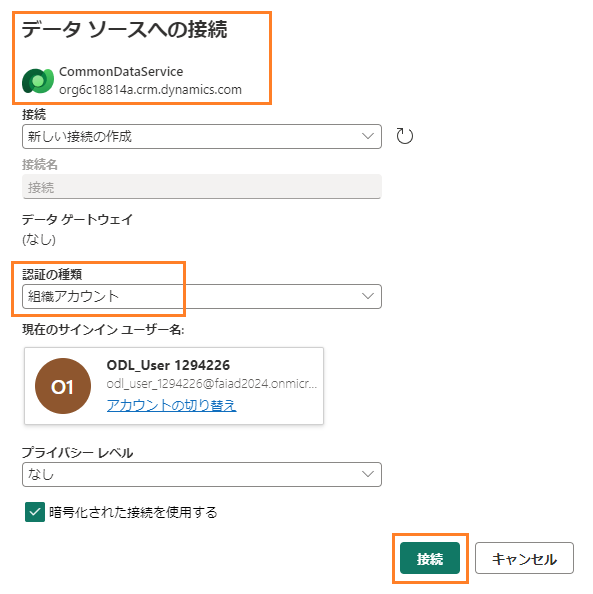 データ ソースへの接続
CommonDataService
org6c18814a.crm.dynamics.com
接続
新しい接続の作成
接続名
接続
データ ゲートウェイ
(なし)
認証の種類
組織アカウント
現在のサインイン ユーザー名:
O1
ODL_User 1294226
odl_user_1294226@faiad2024.onmicr...
アカウントの切り替え
プライバシー レベル
なし
暗号化された接続を使用する
接続
キャンセル